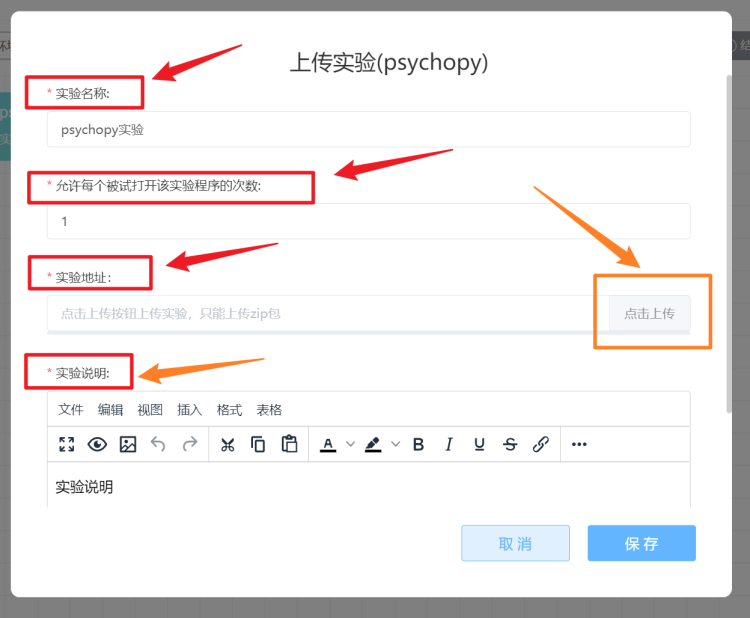 上传实验(psychopy)
* 实验名称:
psychopy实验
* 允许每个被试打开该实验程序的次数:
1
* 实验地址:
点击上传按钮上传实验，只能上传zip包 点击上传
* 实验说明:
文件 编辑 视图 插入 格式 表格
A B I U S
实验说明
取消 保存